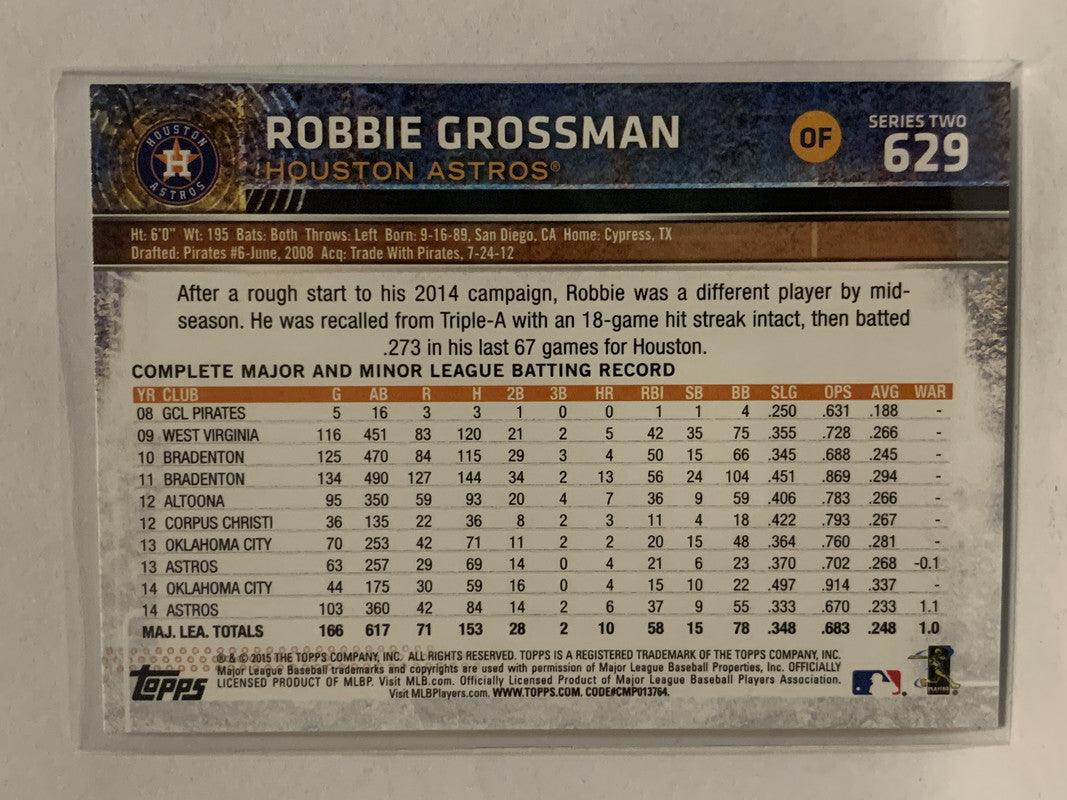 HOUSTON
H
ASTROS
ROBBIE GROSSMAN
HOUSTON ASTROS®
OF
SERIES TWO
629
Ht: 6'0" Wt: 195 Bats: Both Throws: Left Born: 9-16-89, San Diego, CA Home: Cypress, TX
Drafted: Pirates #6-June, 2008 Acq: Trade With Pirates, 7-24-12
After a rough start to his 2014 campaign, Robbie was a different player by mid-
season. He was recalled from Triple-A with an 18-game hit streak intact, then batted
.273 in his last 67 games for Houston.
COMPLETE MAJOR AND MINOR LEAGUE BATTING RECORD
YR CLUB G AB R H 2B 3B HR RBI SB BB SLG OPS AVG WAR
08 GCL PIRATES 5 16 3 3 1 0 0 1 1 4 .250 .631 .188 -
09 WEST VIRGINIA 116 451 83 120 21 2 5 42 35 75 .355 .728 .266 -
10 BRADENTON 125 470 84 115 29 3 4 50 15 66 .345 .688 .245 -
11 BRADENTON 134 490 127 144 34 2 13 56 24 104 .451 .869 .294 -
12 ALTOONA 95 350 59 93 20 4 7 36 9 59 .406 .783 .266 -
12 CORPUS CHRISTI 36 135 22 36 8 2 3 11 4 18 .422 .793 .267 -
13 OKLAHOMA CITY 70 253 42 71 11 2 2 20 15 48 .364 .760 .281 -
13 ASTROS 63 257 29 69 14 0 4 21 6 23 .370 .702 .268 -0.1
14 OKLAHOMA CITY 44 175 30 59 16 0 4 15 10 22 .497 .914 .337 -
14 ASTROS 103 360 42 84 14 2 6 37 9 55 .333 .670 .233 1.1
MAJ. LEA. TOTALS 166 617 71 153 28 2 10 58 15 78 .348 .683 .248 1.0
® & © 2015 THE TOPPS COMPANY, INC. ALL RIGHTS RESERVED. TOPPS IS A REGISTERED TRADEMARK OF THE TOPPS COMPANY, INC.
Major League Baseball trademarks and copyrights are used with permission of Major League Baseball Properties, Inc. OFFICIALLY
LICENSED PRODUCT OF MLBP. Visit MLB.com. Officially Licensed Product of Major League Baseball Players Association.
Visit MLBPlayers.com. WWW.TOPPS.COM. CODE#CMP013764.
TOPPS
PLAYERS